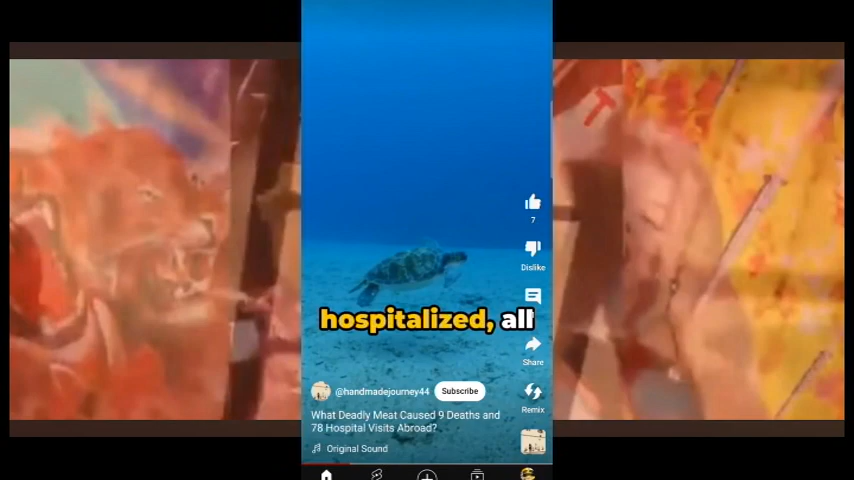 hospitalized, all
7
Dislike
Share
Remix
@handmadejourney44
Subscribe
What Deadly Meat Caused 9 Deaths and
78 Hospital Visits Abroad?
Original Sound